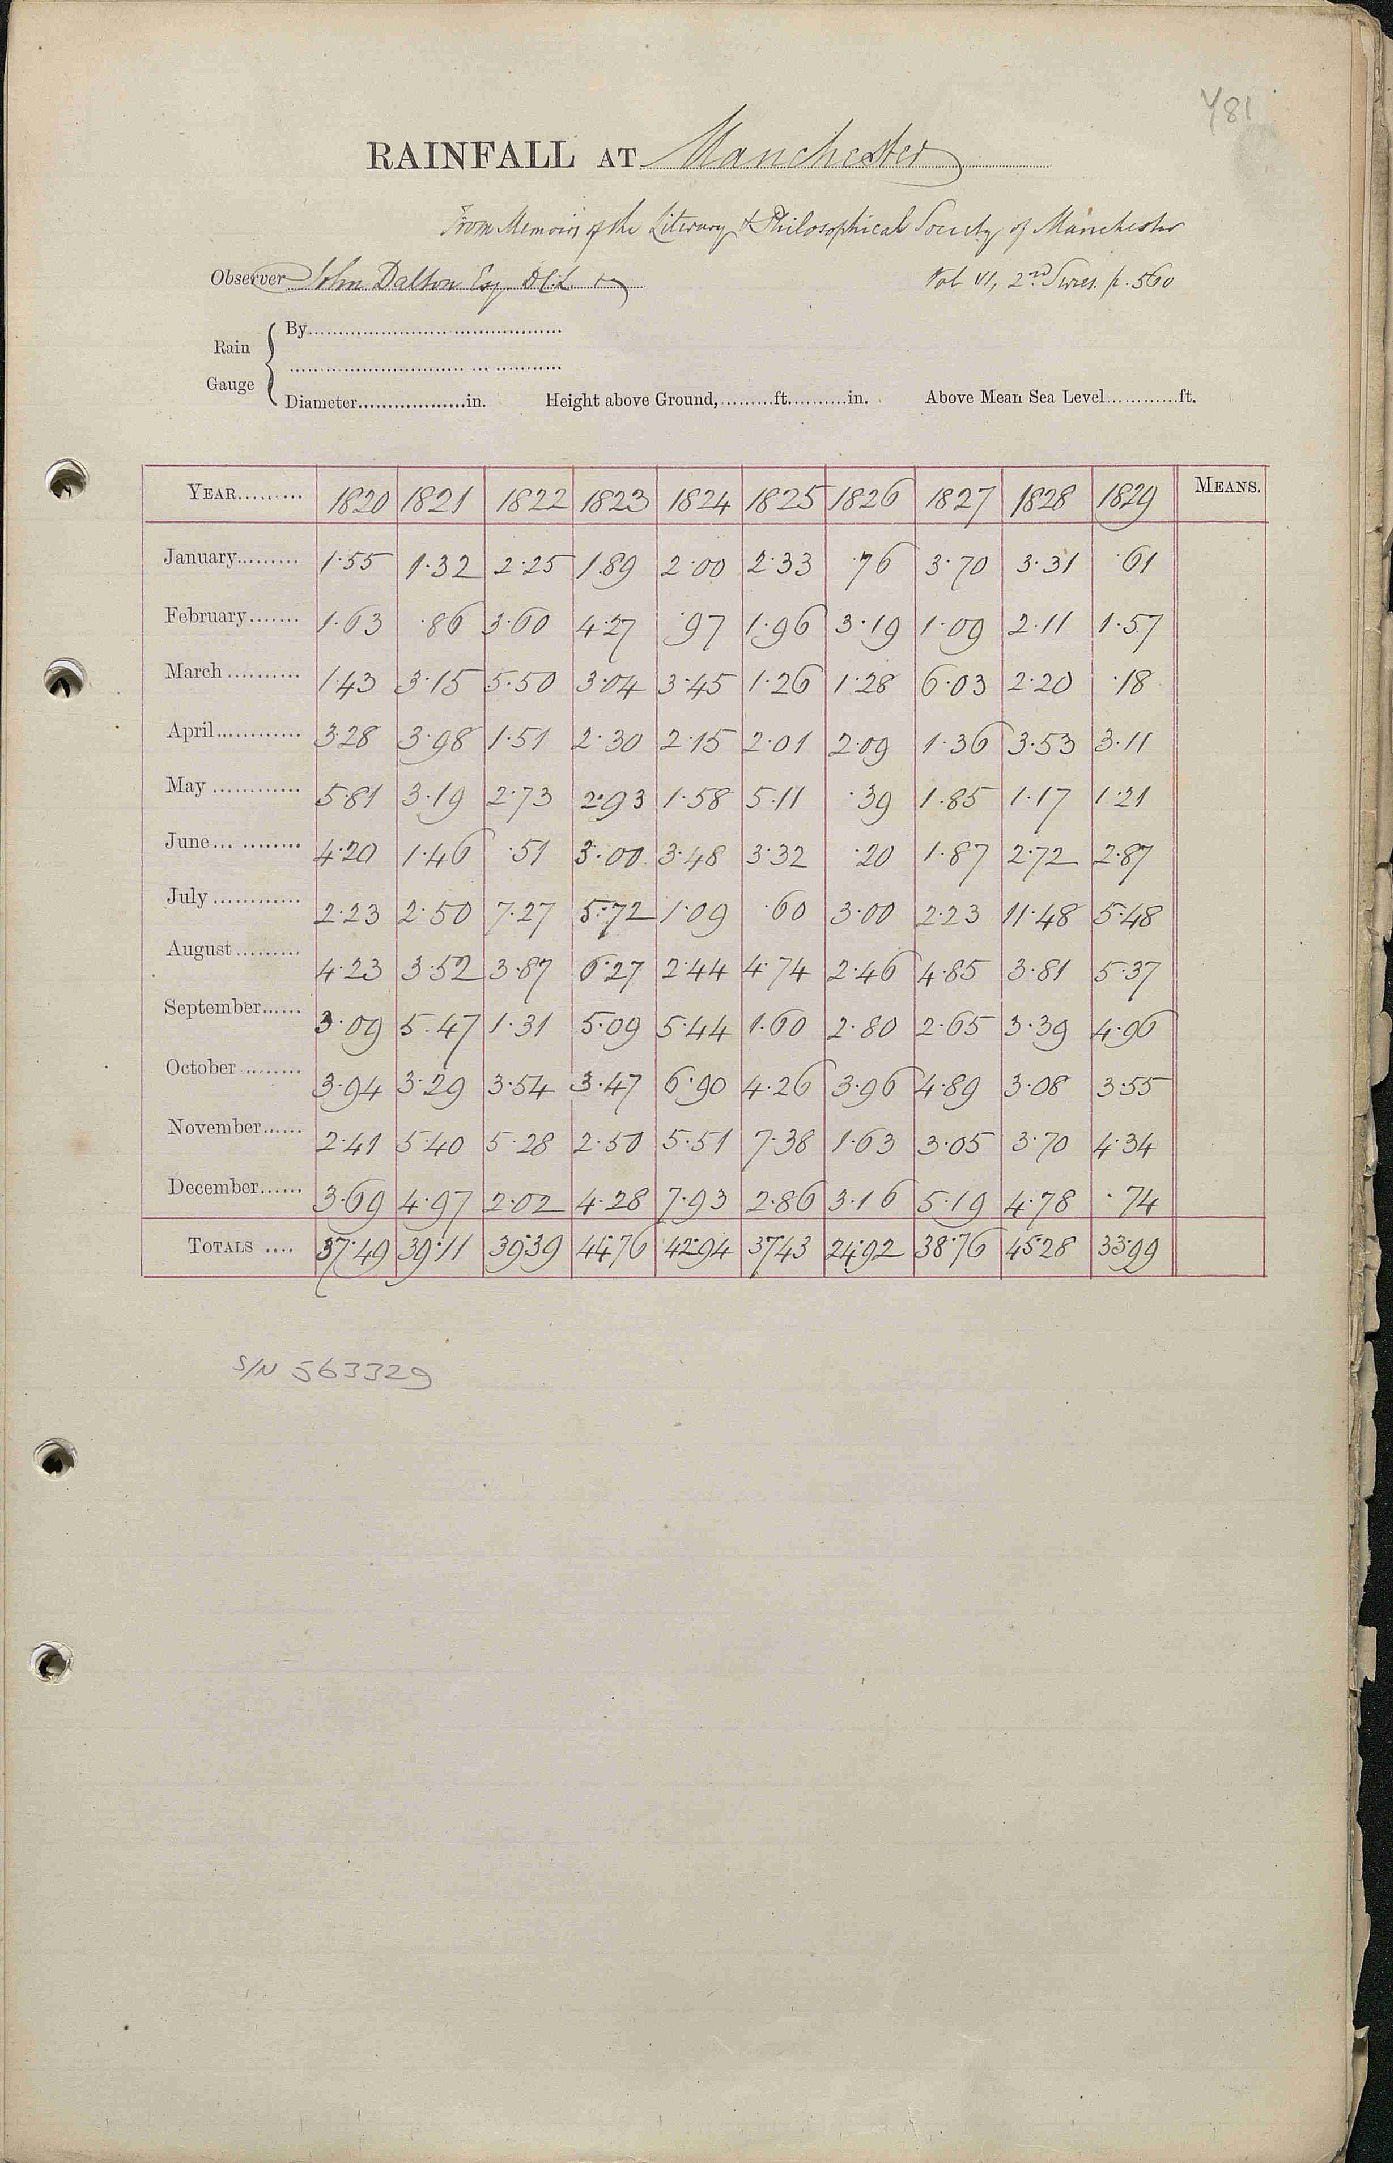 Y81
RAINFALL AT Manchester
From Memoirs of the Literary & Philosophical Society of Manchester
Observer John Dalton Esq D.C.L. &c Vol VI, 2nd Series p. 560
Rain Gauge
By
Diameter in. Height above Ground, ft. in. Above Mean Sea Level ft.
YEAR 1820 1821 1822 1823 1824 1825 1826 1827 1828 1829 MEANS.
January 1.55 1.32 2.25 1.89 2.00 2.33 .76 3.70 3.31 .61
February 1.63 .86 3.60 4.27 .97 1.96 3.19 1.09 2.11 1.57
March 1.43 3.15 5.50 3.04 3.45 1.26 1.28 6.03 2.20 .18
April 3.28 3.98 1.51 2.30 2.15 2.01 2.09 1.36 3.53 3.11
May 5.81 3.19 2.73 2.93 1.58 5.11 .39 1.85 1.17 1.21
June 4.20 1.46 .51 3.00 3.48 3.32 .20 1.87 2.72 2.87
July 2.23 2.50 7.27 5.72 1.09 .60 3.00 2.23 11.48 5.48
August 4.23 3.52 3.87 6.27 2.44 4.74 2.46 4.85 3.81 5.37
September 3.09 5.47 1.31 5.09 5.44 1.60 2.80 2.65 3.39 4.96
October 3.94 3.29 3.54 3.47 6.90 4.26 3.96 4.89 3.08 3.55
November 2.41 5.40 5.28 2.50 5.51 7.38 1.63 3.05 3.70 4.34
December 3.69 4.97 2.02 4.28 7.93 2.86 3.16 5.19 4.78 .74
TOTALS 37.49 39.11 39.39 44.76 42.94 37.43 24.92 38.76 45.28 33.99
S/N 563329